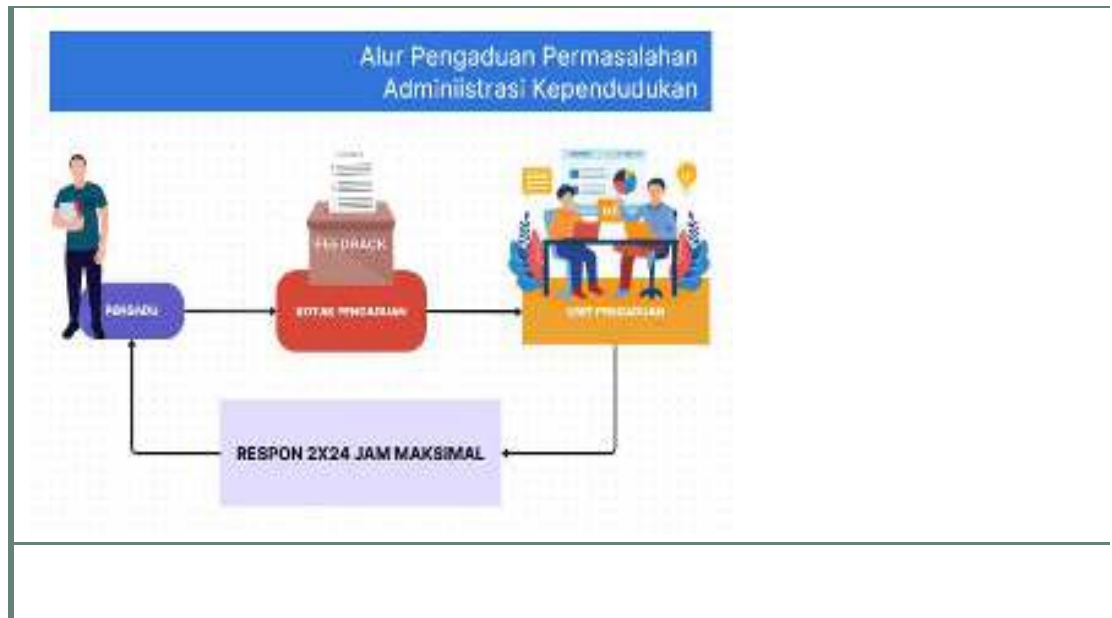 Alur Pengaduan Permasalahan
Adminiistrasi Kependudukan
FEEDBACK
PENGADU
KOTAK PENGADUAN
UNIT PENGADUAN
RESPON 2X24 JAM MAKSIMAL